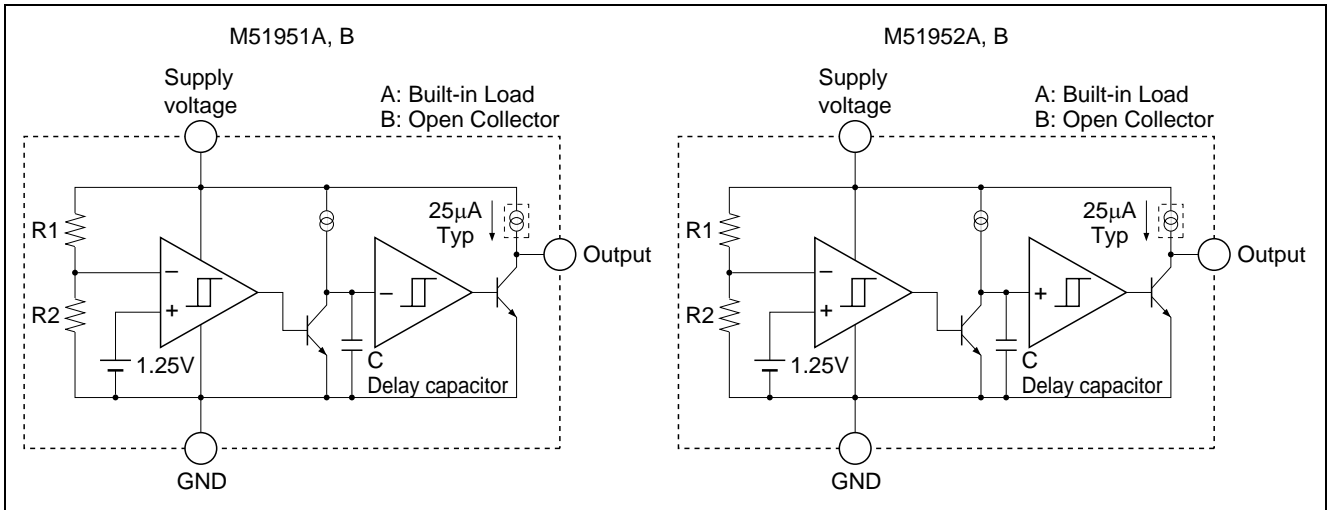 M51951A, B
Supply
voltage
A: Built-in Load
B: Open Collector
R1
R2
−
+
1.25V
C
Delay capacitor
−
25μA
Typ
Output
GND
M51952A, B
Supply
voltage
A: Built-in Load
B: Open Collector
R1
R2
−
+
1.25V
C
Delay capacitor
+
25μA
Typ
Output
GND